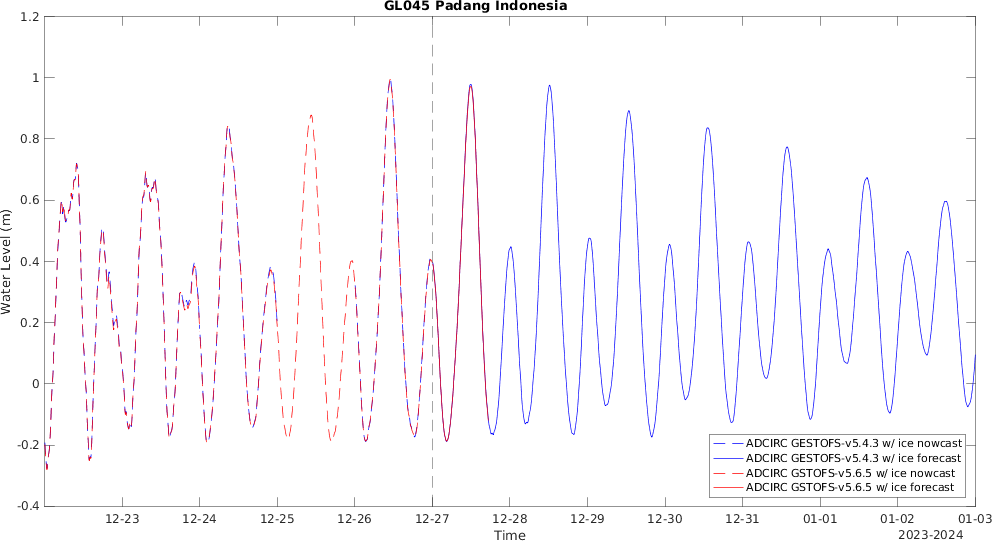 GL045 Padang Indonesia
1.2
1
0.8
0.6
0.4
0.2
0
-0.2
-0.4
Water Level (m)
ADCIRC GESTOFS-v5.4.3 w/ ice nowcast
ADCIRC GESTOFS-v5.4.3 w/ ice forecast
ADCIRC GSTOFS-v5.6.5 w/ ice nowcast
ADCIRC GSTOFS-v5.6.5 w/ ice forecast
12-23 12-24 12-25 12-26 12-27 12-28 12-29 12-30 12-31 01-01 01-02 01-03
Time
2023-2024